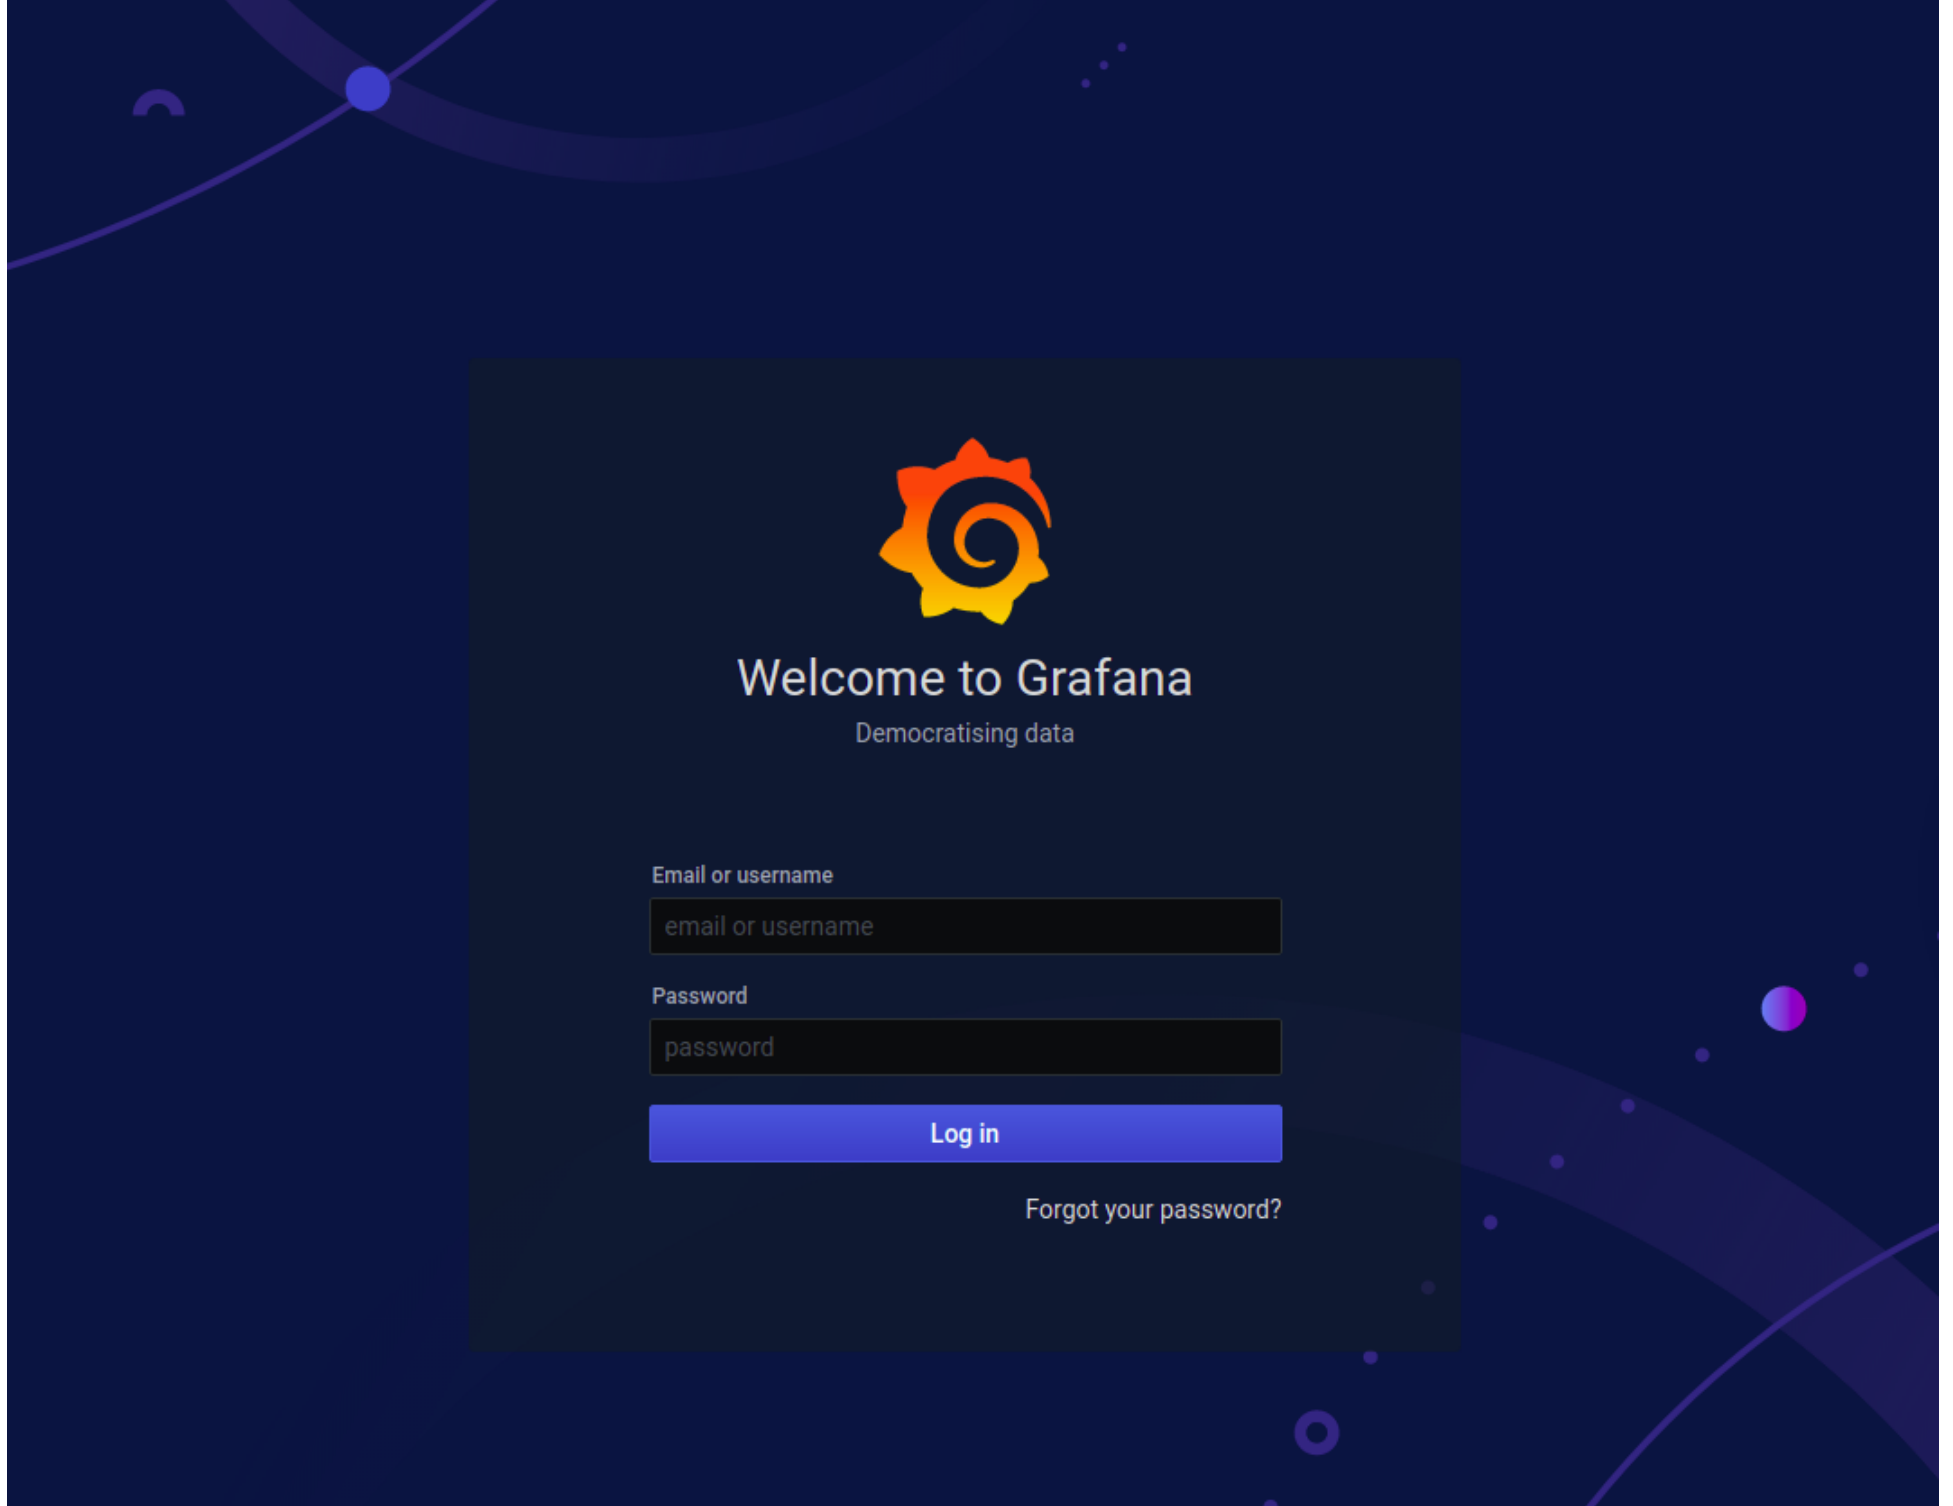 Welcome to Grafana
Democratising data
Email or username
email or username
Password
password
Log in
Forgot your password?